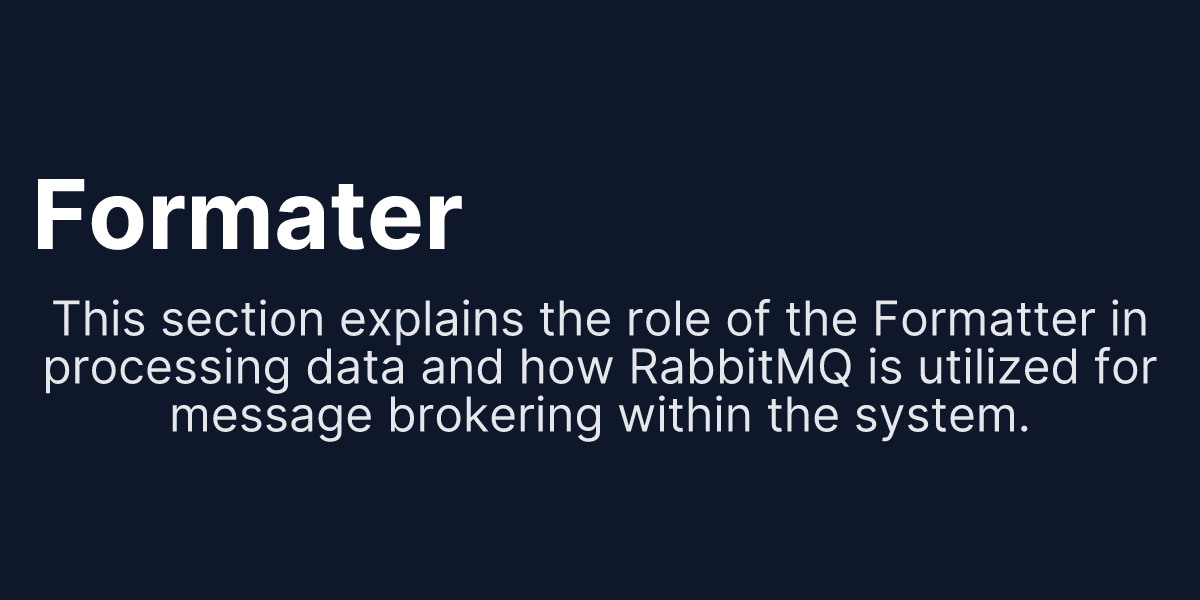 Formater
This section explains the role of the Formatter in
processing data and how RabbitMQ is utilized for
message brokering within the system.